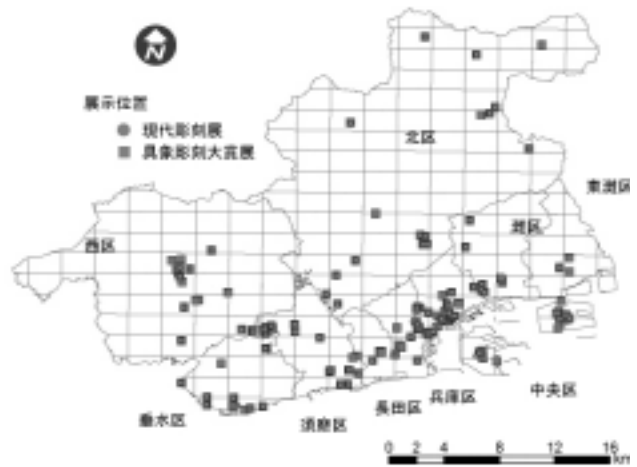 N
展示位置
現代彫刻展
具象彫刻大賞展
北区
東灘区
灘区
西区
中央区
兵庫区
長田区
須磨区
垂水区
0 2 4 8 12 16
km